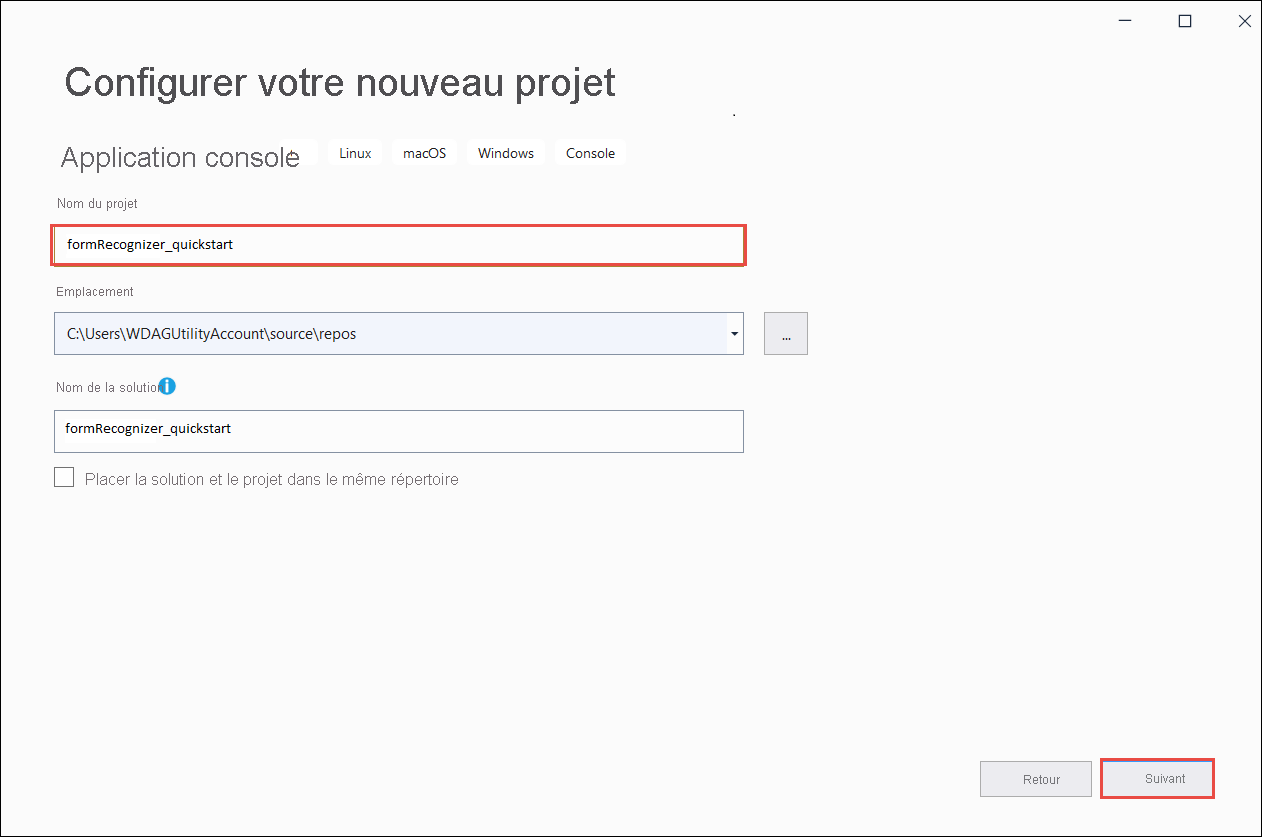 Configurer votre nouveau projet
Application console Linux macOS Windows Console
Nom du projet
formRecognizer_quickstart
Emplacement
C:\Users\WDAGUtilityAccount\source\repos
...
Nom de la solution
formRecognizer_quickstart
Placer la solution et le projet dans le même répertoire
Retour Suivant